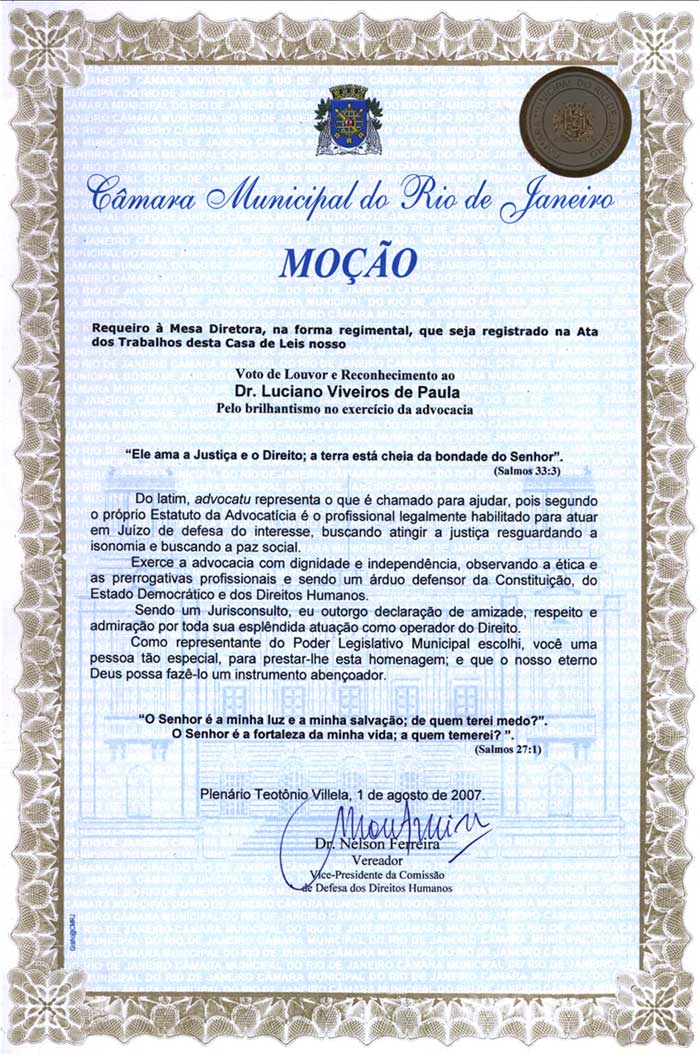 Câmara Municipal do Rio de Janeiro
MOÇÃO
Requeiro à Mesa Diretora, na forma regimental, que seja registrado na Ata
dos Trabalhos desta Casa de Leis nosso
Voto de Louvor e Reconhecimento ao
Dr. Luciano Viveiros de Paula
Pelo brilhantismo no exercício da advocacia
“Ele ama a Justiça e o Direito; a terra está cheia da bondade do Senhor”.
(Salmos 33:3)
Do latim, advocatu representa o que é chamado para ajudar, pois segundo
o próprio Estatuto da Advocatícia é o profissional legalmente habilitado para atuar
em Juízo de defesa do interesse, buscando atingir a justiça resguardando a
isonomia e buscando a paz social.
Exerce a advocacia com dignidade e independência, observando a ética e
as prerrogativas profissionais e sendo um árduo defensor da Constituição, do
Estado Democrático e dos Direitos Humanos.
Sendo um Jurisconsulto, eu outorgo declaração de amizade, respeito e
admiração por toda sua esplêndida atuação como operador do Direito.
Como representante do Poder Legislativo Municipal escolhi, você uma
pessoa tão especial, para prestar-lhe esta homenagem; e que o nosso eterno
Deus possa fazê-lo um instrumento abençoador.
“O Senhor é a minha luz e a minha salvação; de quem terei medo?”.
O Senhor é a fortaleza da minha vida; a quem temerei? ”.
(Salmos 27:1)
Plenário Teotônio Villela, 1 de agosto de 2007.
Dr. Nelson Ferreira
Vereador
Vice-Presidente da Comissão
de Defesa dos Direitos Humanos